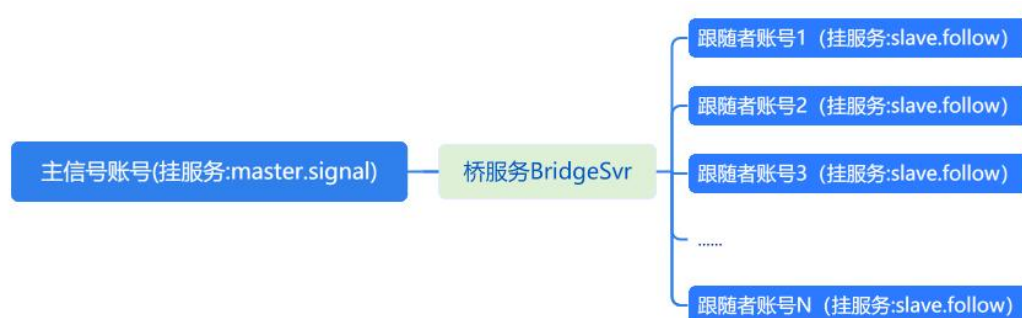 跟随者账号1（挂服务:slave.follow）
跟随者账号2（挂服务:slave.follow）
主信号账号(挂服务:master.signal)
桥服务BridgeSvr
跟随者账号3（挂服务:slave.follow）
......
跟随者账号N（挂服务:slave.follow）